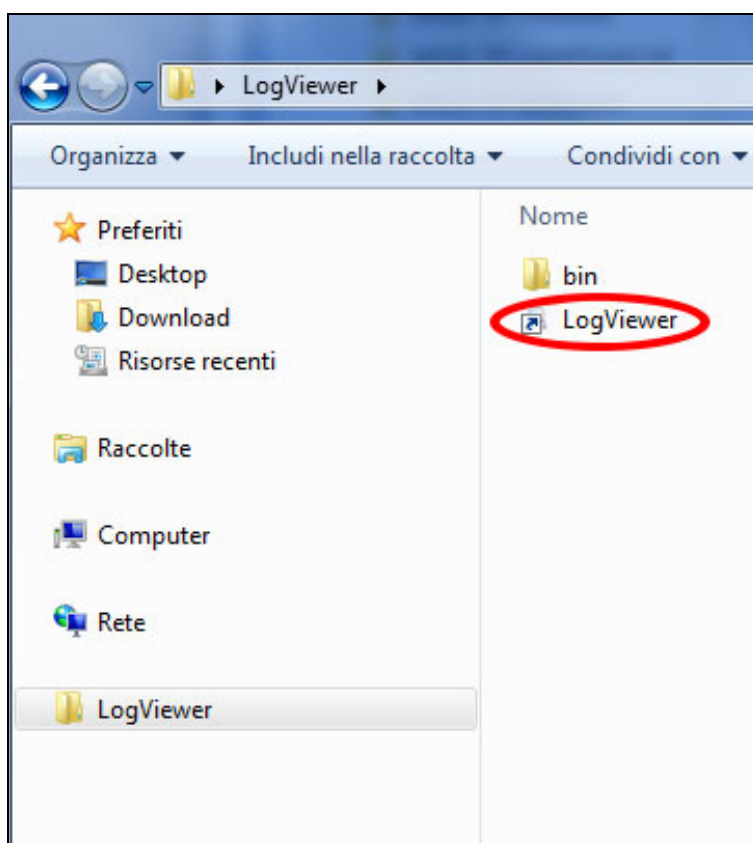 LogViewer
Organizza Includi nella raccolta Condividi con
Preferiti
Desktop
Download
Risorse recenti
Raccolte
Computer
Rete
LogViewer
Nome
bin
LogViewer